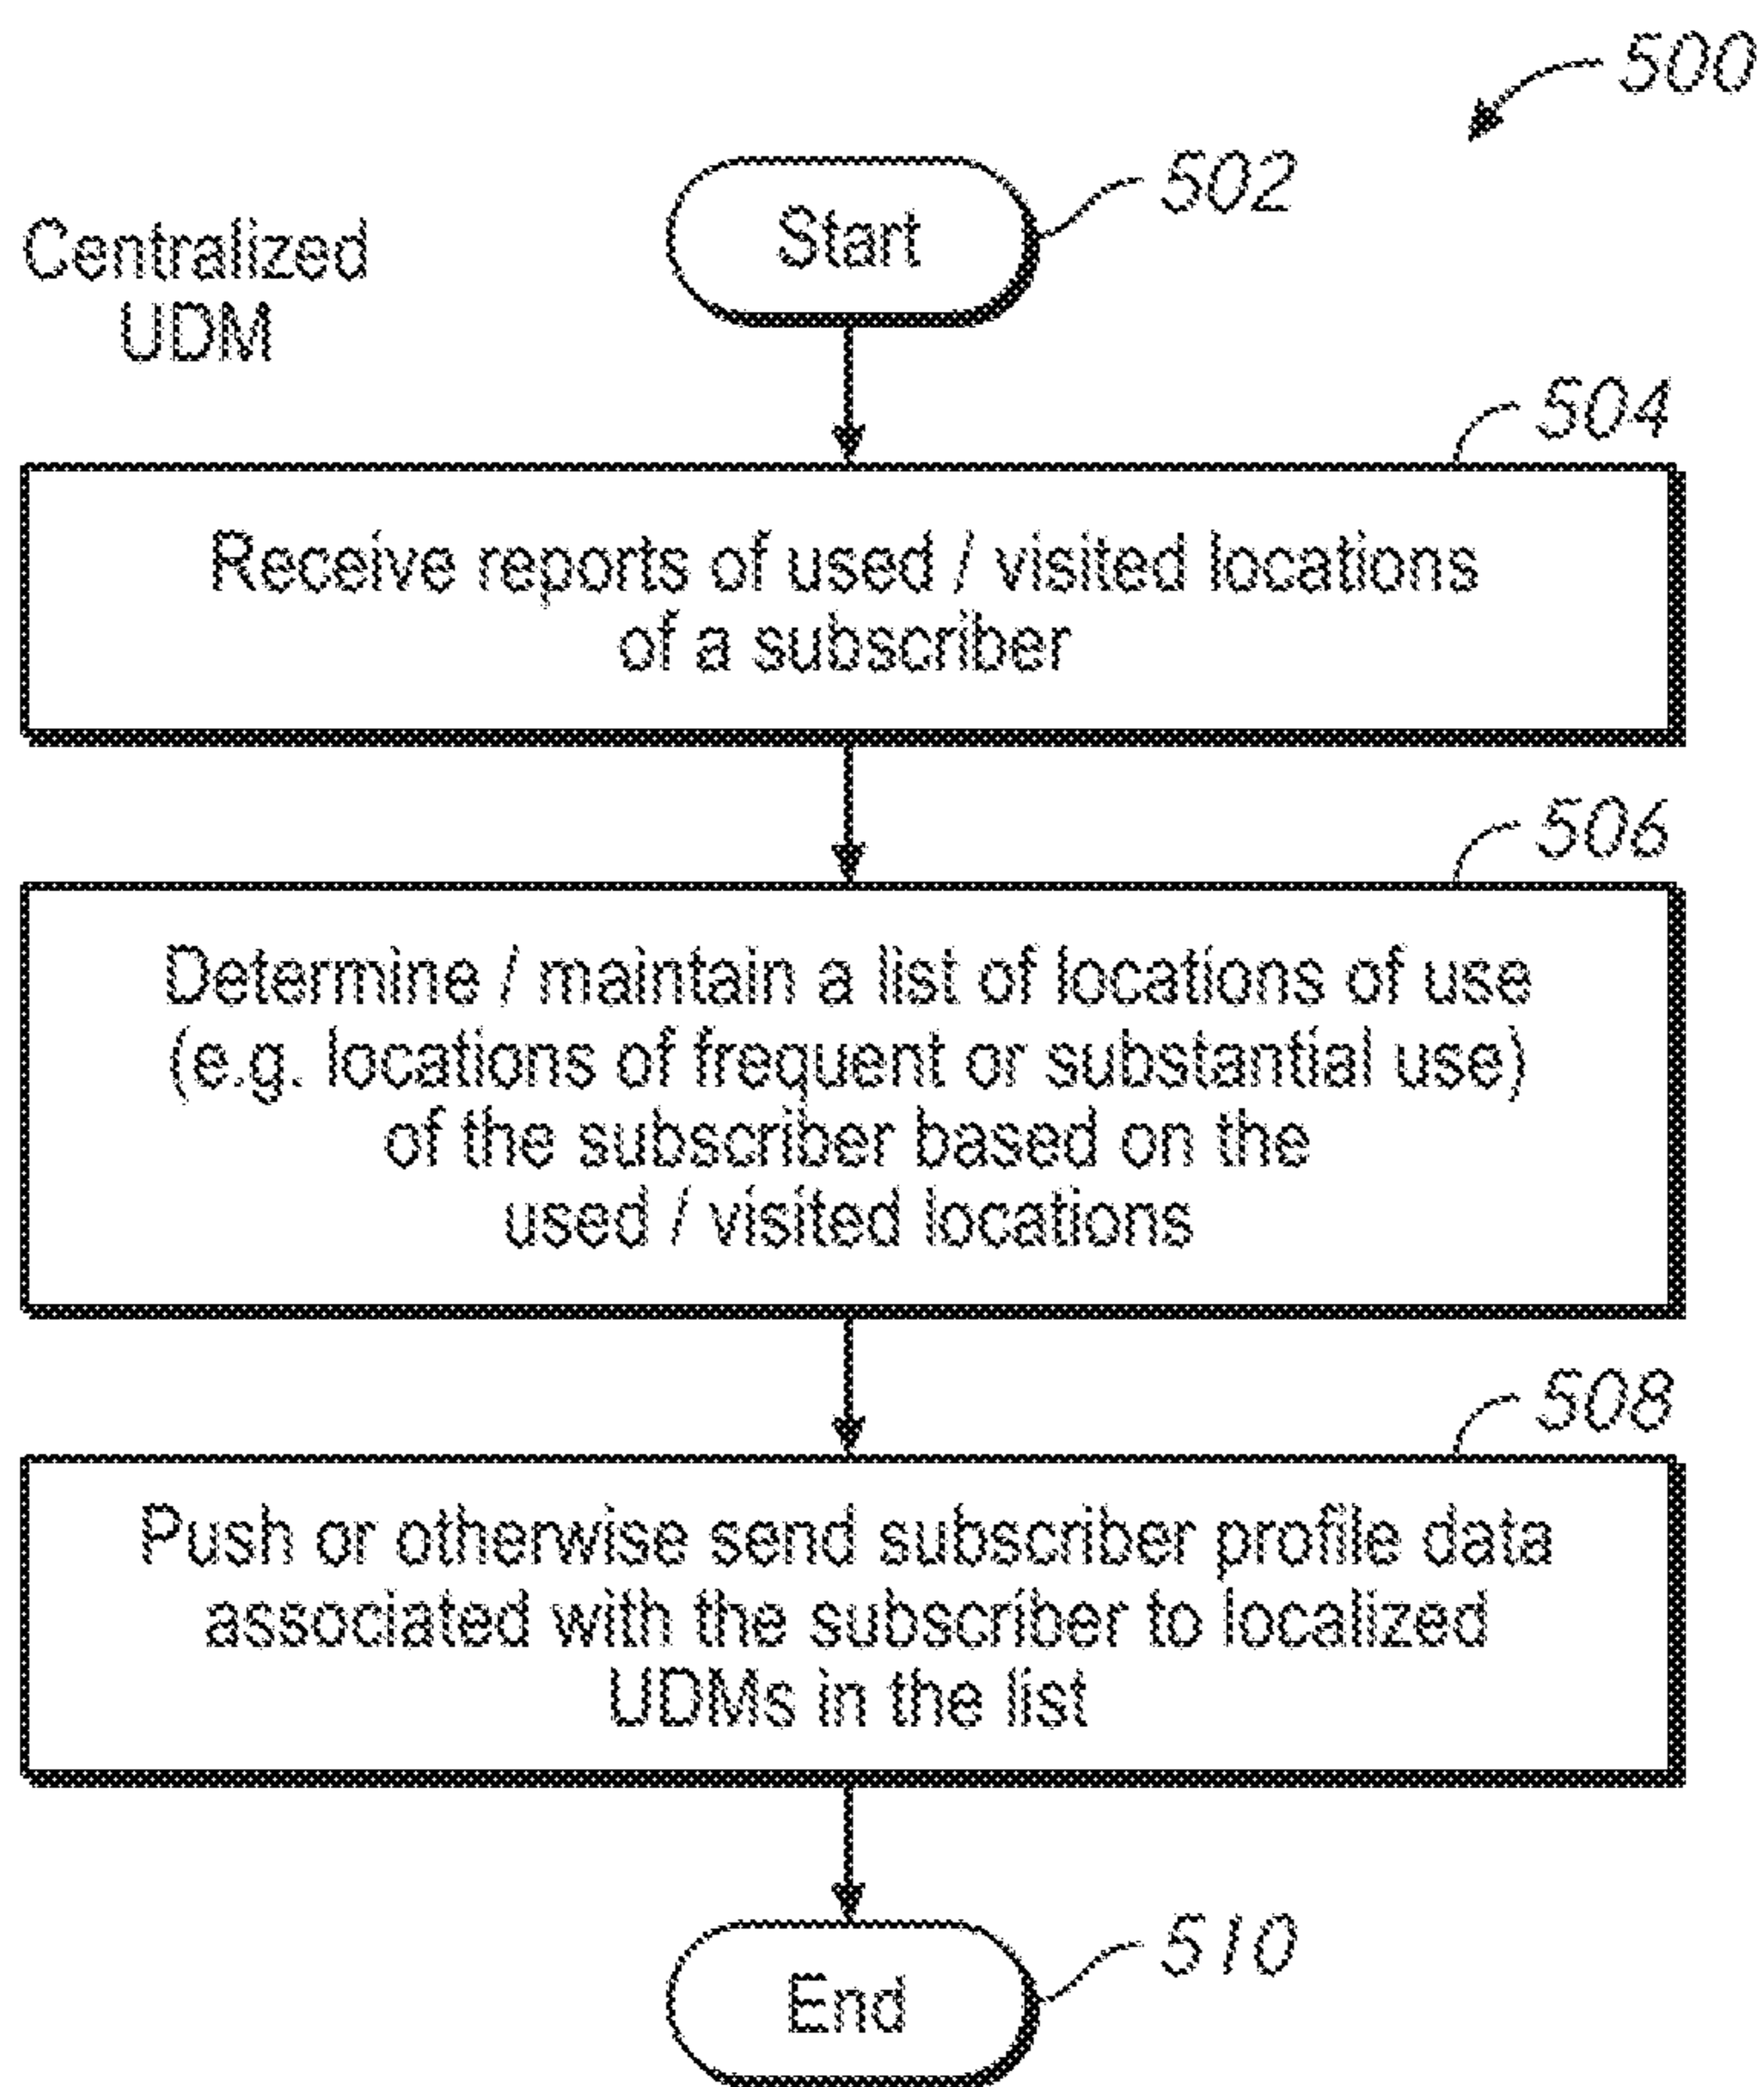 500
502
Start
Centralized
UDM
504
Receive reports of used / visited locations
of a subscriber
506
Determine / maintain a list of locations of use
(e.g. locations of frequent or substantial use)
of the subscriber based on the
used / visited locations
508
Push or otherwise send subscriber profile data
associated with the subscriber to localized
UDMs in the list
510
End